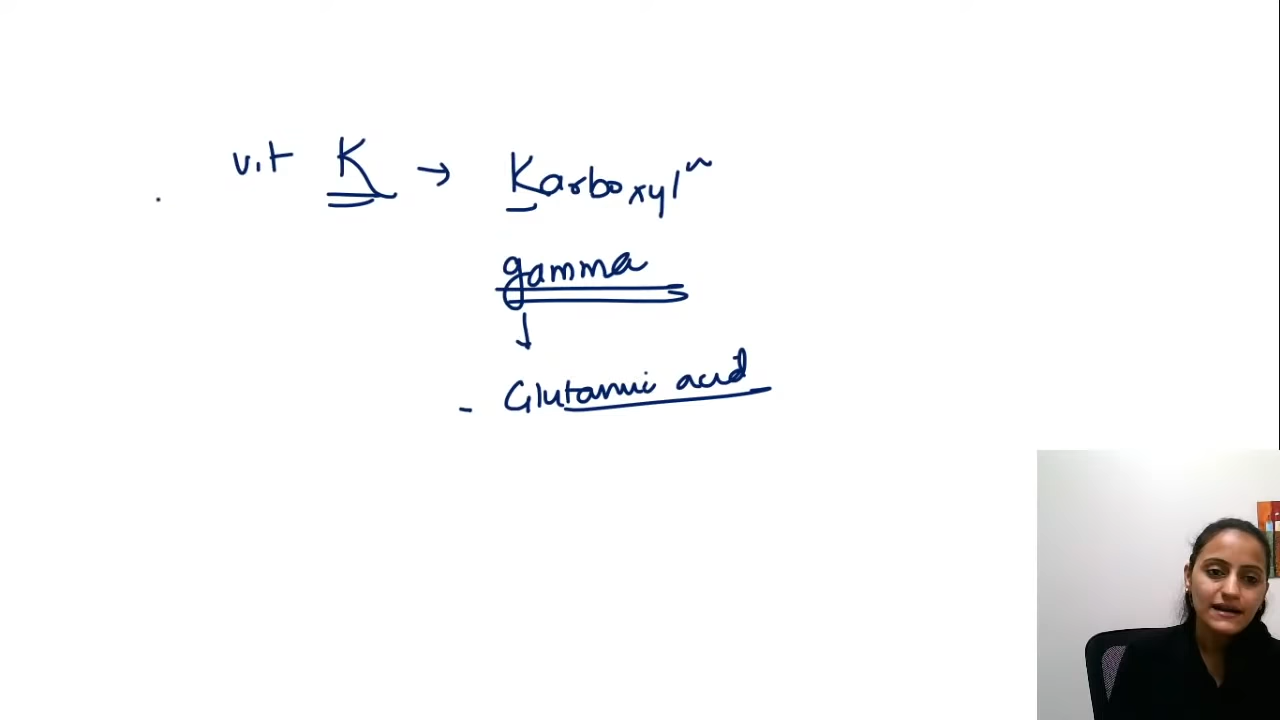 vit K → Karboxylⁿ
gamma
↓
- Glutamic acid